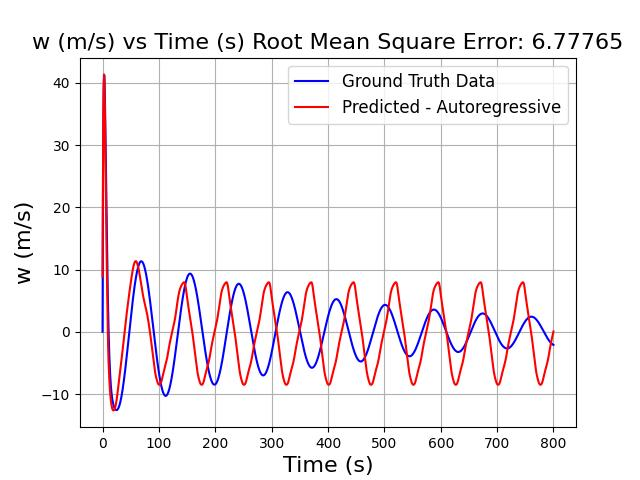 w (m/s) vs Time (s) Root Mean Square Error: 6.77765
Ground Truth Data
Predicted - Autoregressive
w (m/s)
40
30
20
10
0
−10
0 100 200 300 400 500 600 700 800
Time (s)